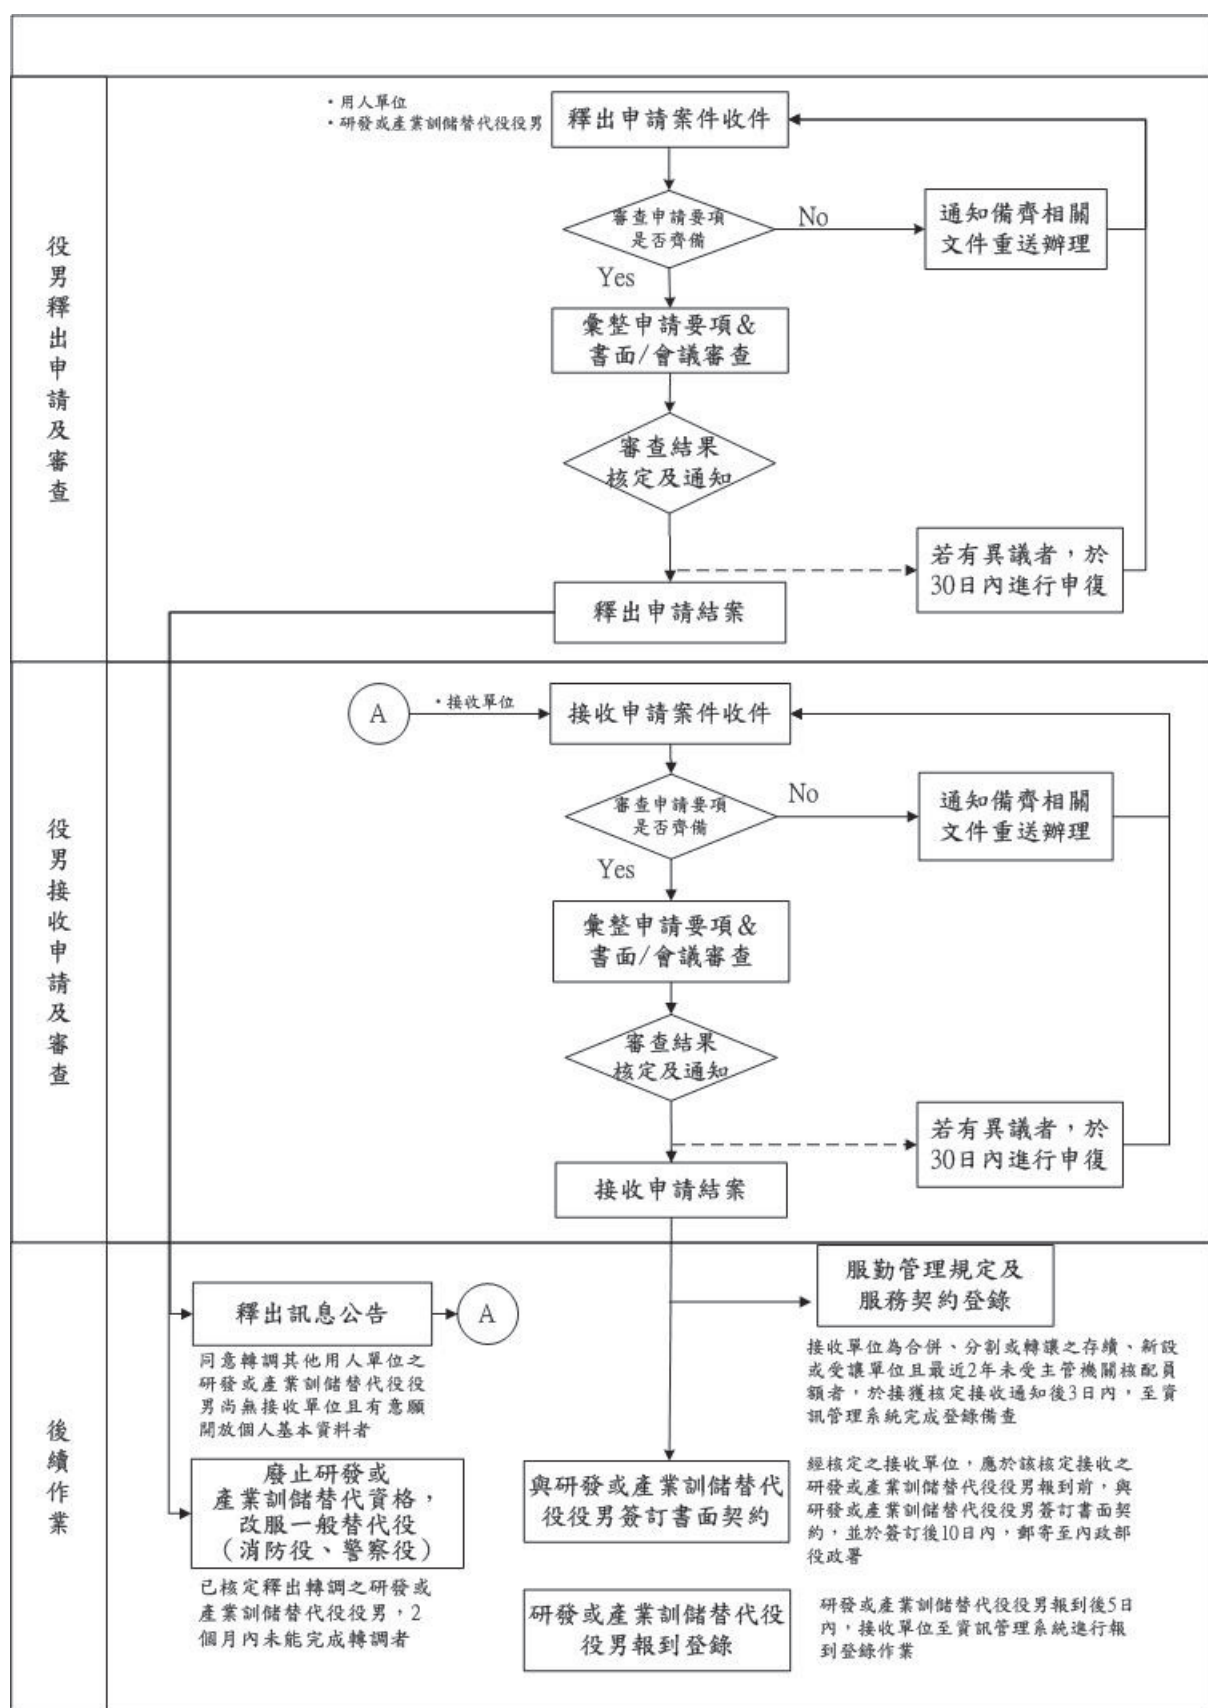 役男釋出申請及審查
・用人單位
・研發或產業訓儲替代役役男
釋出申請案件收件
審查申請要項
是否齊備
No
通知備齊相關
文件重送辦理
Yes
彙整申請要項&
書面/會議審查
審查結果
核定及通知
若有異議者，於
30日內進行申復
釋出申請結案
役男接收申請及審查
A
・接收單位
接收申請案件收件
審查申請要項
是否齊備
No
通知備齊相關
文件重送辦理
Yes
彙整申請要項&
書面/會議審查
審查結果
核定及通知
若有異議者，於
30日內進行申復
接收申請結案
後續作業
釋出訊息公告
A
同意轉調其他用人單位之
研發或產業訓儲替代役役
男尚無接收單位且有意願
開放個人基本資料者
廢止研發或
產業訓儲替代資格，
改服一般替代役
（消防役、警察役）
已核定釋出轉調之研發或
產業訓儲替代役役男，2
個月內未能完成轉調者
服勤管理規定及
服務契約登錄
接收單位為合併、分割或轉讓之存續、新設
或受讓單位且最近2年未受主管機關核配員
額者，於接獲核定接收通知後3日內，至資
訊管理系統完成登錄備查
與研發或產業訓儲替代
役役男簽訂書面契約
經核定之接收單位，應於該核定接收之
研發或產業訓儲替代役役男報到前，與
研發或產業訓儲替代役役男簽訂書面契
約，並於簽訂後10日內，郵寄至內政部
役政署
研發或產業訓儲替代役
役男報到登錄
研發或產業訓儲替代役役男報到後5日
內，接收單位至資訊管理系統進行報
到登錄作業